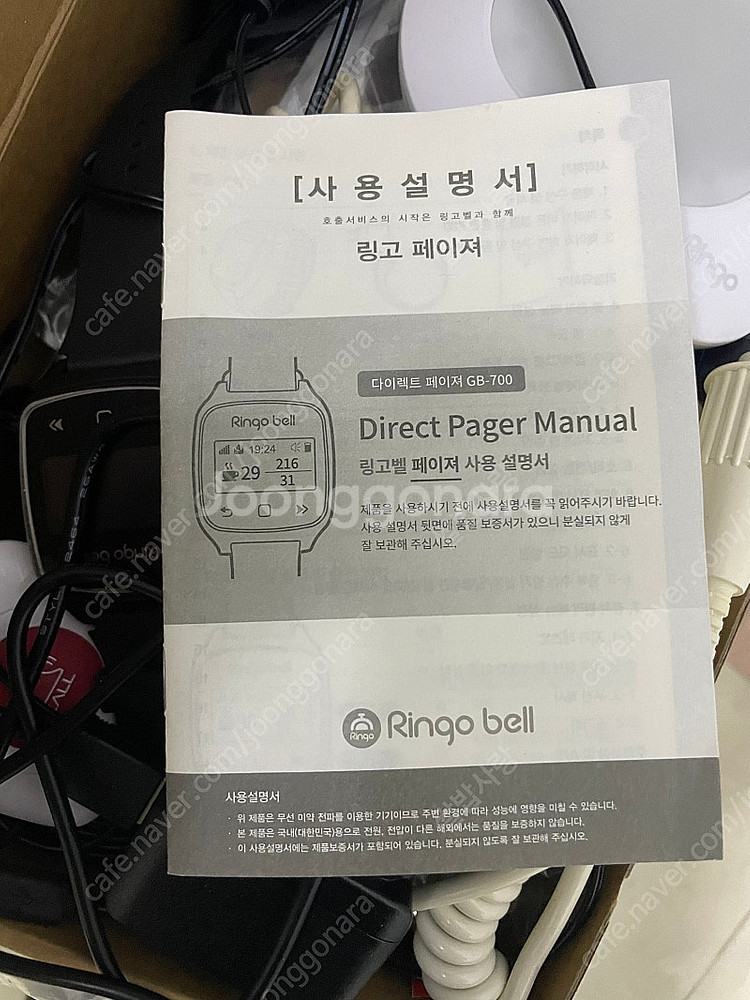 [사용설명서]
호출서비스의 시작은 링고벨과 함께
링고 페이져
다이렉트 페이져 GB-700
Direct Pager Manual
링고벨 페이져 사용 설명서
제품을 사용하시기 전에 사용설명서를 꼭 읽어주시기 바랍니다.
사용 설명서 뒷면에 품질 보증서가 있으니 분실되지 않게
잘 보관해 주십시오.
Ringo bell
19:24
29 216
31
Ringo
Ringo bell
사용설명서
· 위 제품은 무선 미약 전파를 이용한 기기이므로 주변 환경에 따라 성능에 영향을 미칠 수 있습니다.
· 본 제품은 국내(대한민국)용으로 전원, 전압이 다른 해외에서는 품질을 보증하지 않습니다.
· 이 사용설명서에는 제품보증서가 포함되어 있습니다. 분실되지 않도록 잘 보관해 주십시오.
Ringo
Joonggonara
cafe.naver.com/joonggonara